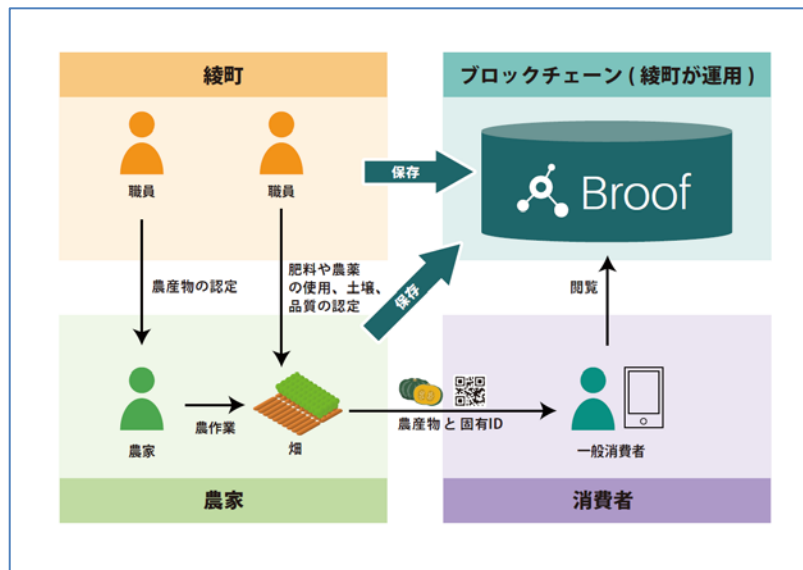 綾町
ブロックチェーン ( 綾町が運用 )
職員
職員
保存
Broof
農産物の認定
肥料や農薬
の使用、土壌、
品質の認定
保存
閲覧
農家
農作業
畑
農産物 と 固有ID
一般消費者
農家
消費者